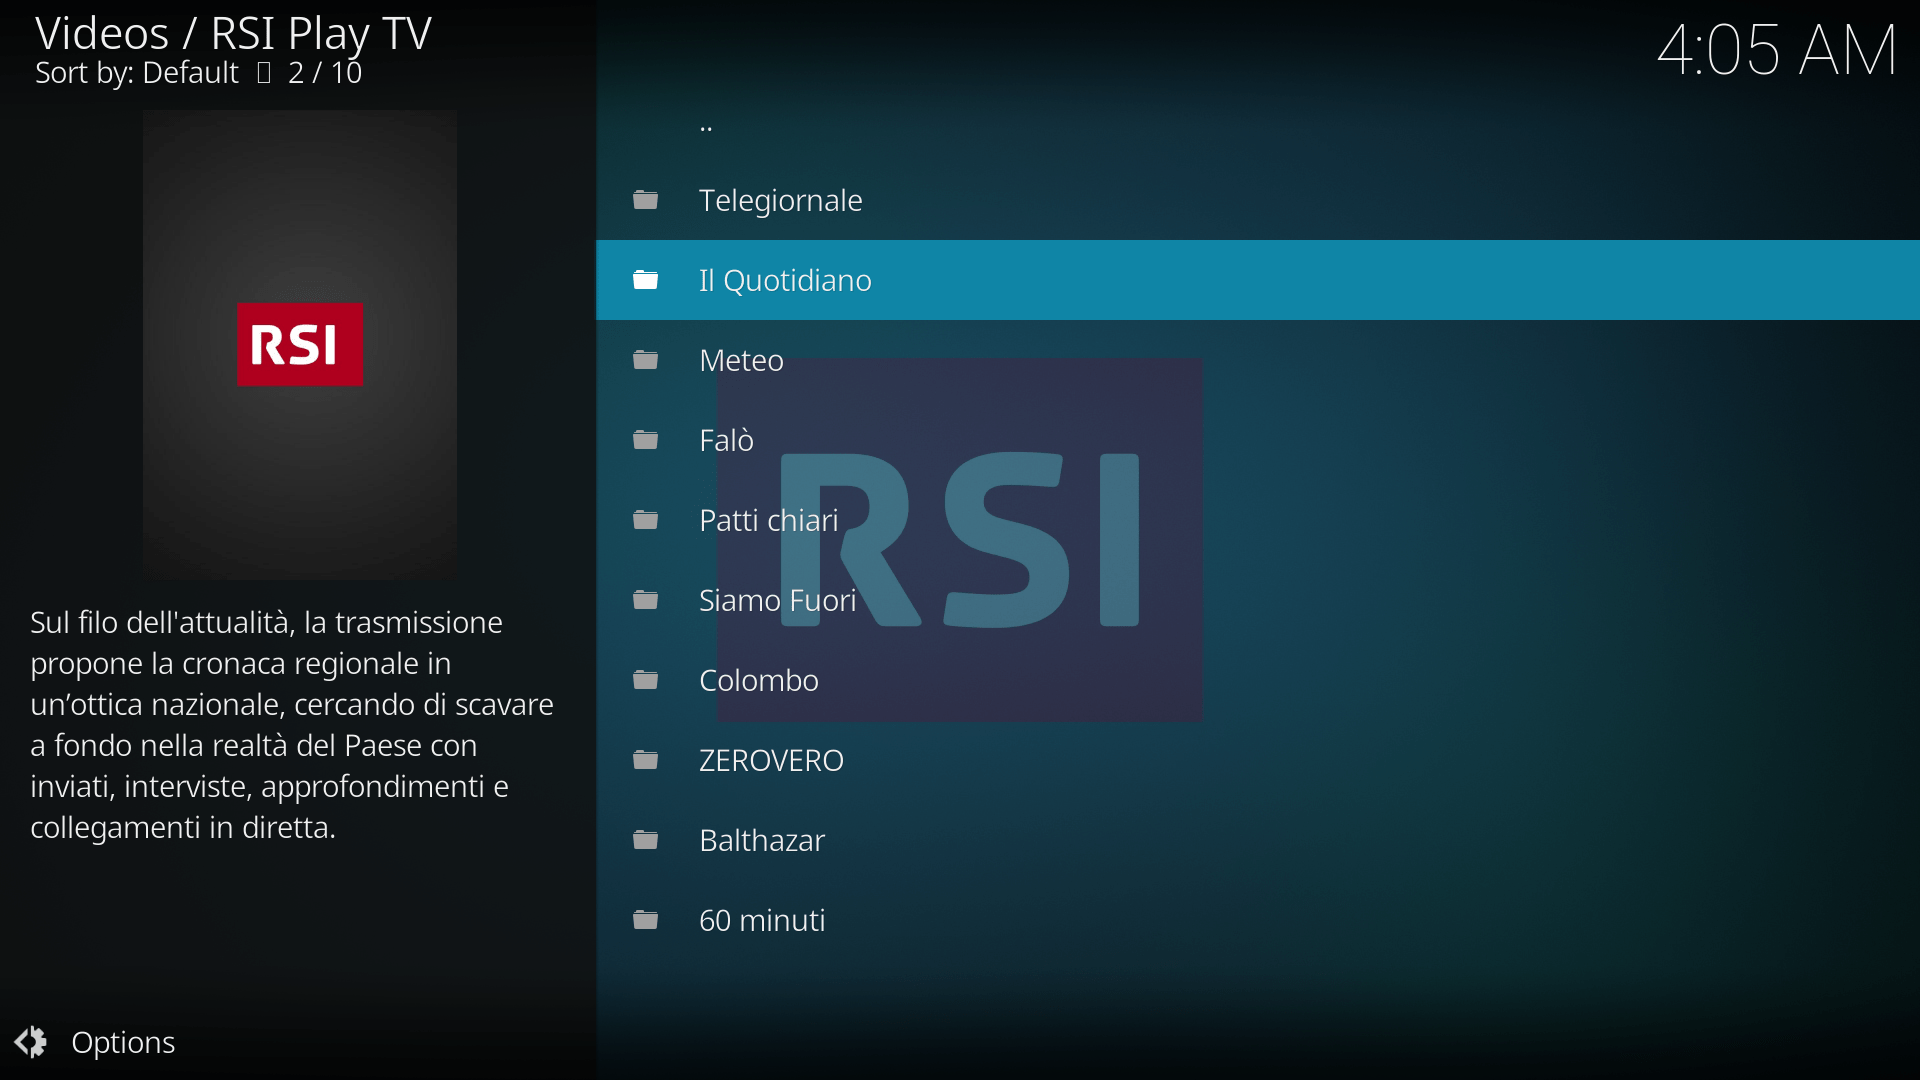 Videos / RSI Play TV
Sort by: Default 2 / 10
4:05 AM
RSI
Sul filo dell'attualità, la trasmissione
propone la cronaca regionale in
un’ottica nazionale, cercando di scavare
a fondo nella realtà del Paese con
inviati, interviste, approfondimenti e
collegamenti in diretta.
Options
..
Telegiornale
Il Quotidiano
Meteo
Falò
Patti chiari
Siamo Fuori
Colombo
ZEROVERO
Balthazar
60 minuti
RSI